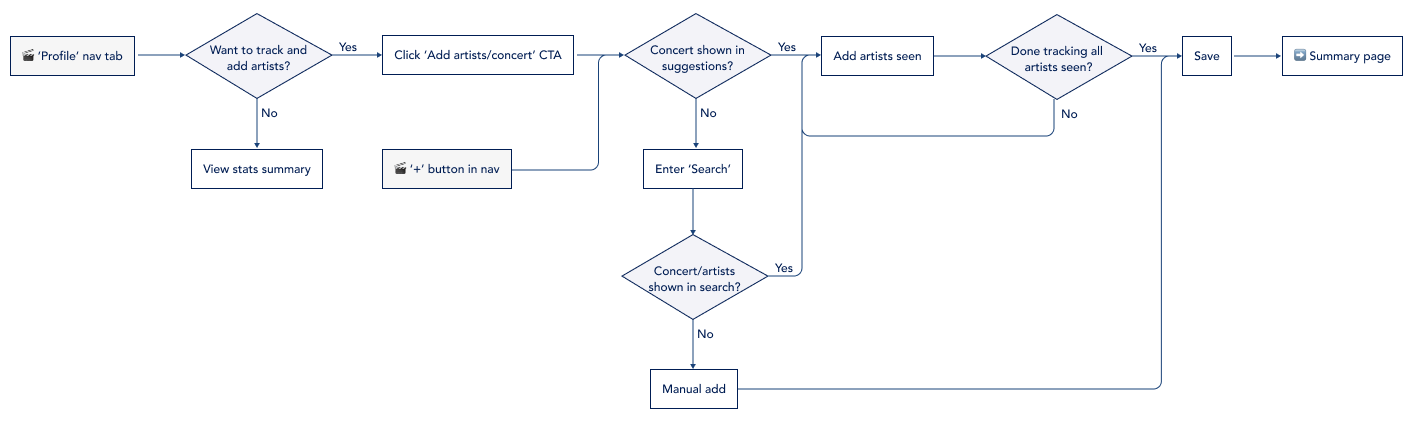 🎬 ‘Profile’ nav tab
Want to track and
add artists?
Yes
No
View stats summary
Click ‘Add artists/concert’ CTA
🎬 ‘+’ button in nav
Concert shown in
suggestions?
Yes
No
Enter ‘Search’
Concert/artists
shown in search?
Yes
No
Manual add
Add artists seen
Done tracking all
artists seen?
Yes
No
Save
➡️ Summary page